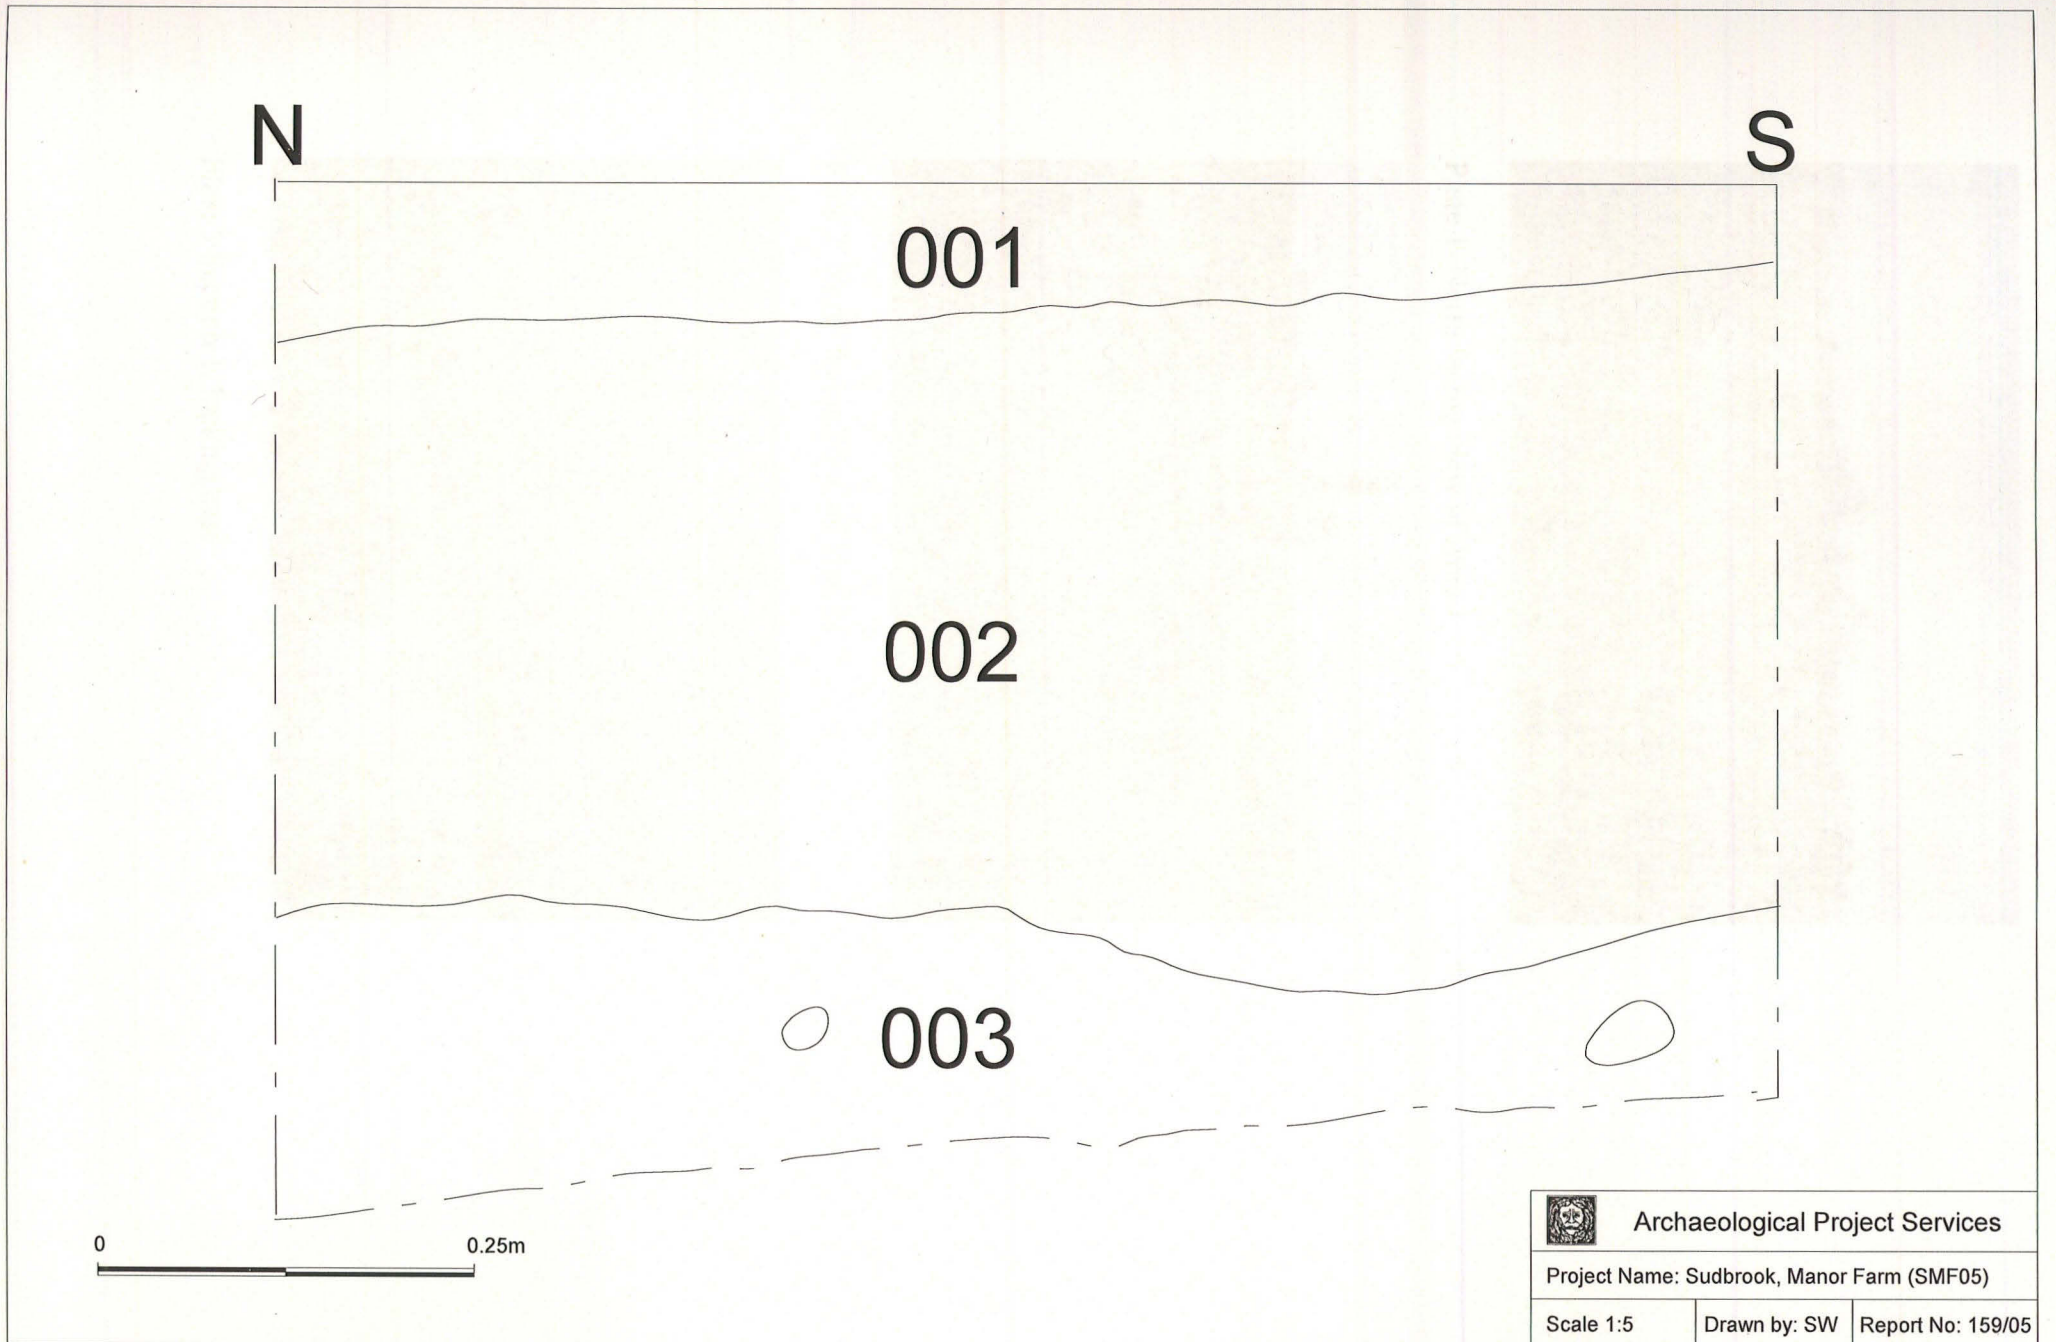 N S
001
002
003
0 0.25m
Archaeological Project Services
Project Name: Sudbrook, Manor Farm (SMF05)
Scale 1:5 Drawn by: SW Report No: 159/05